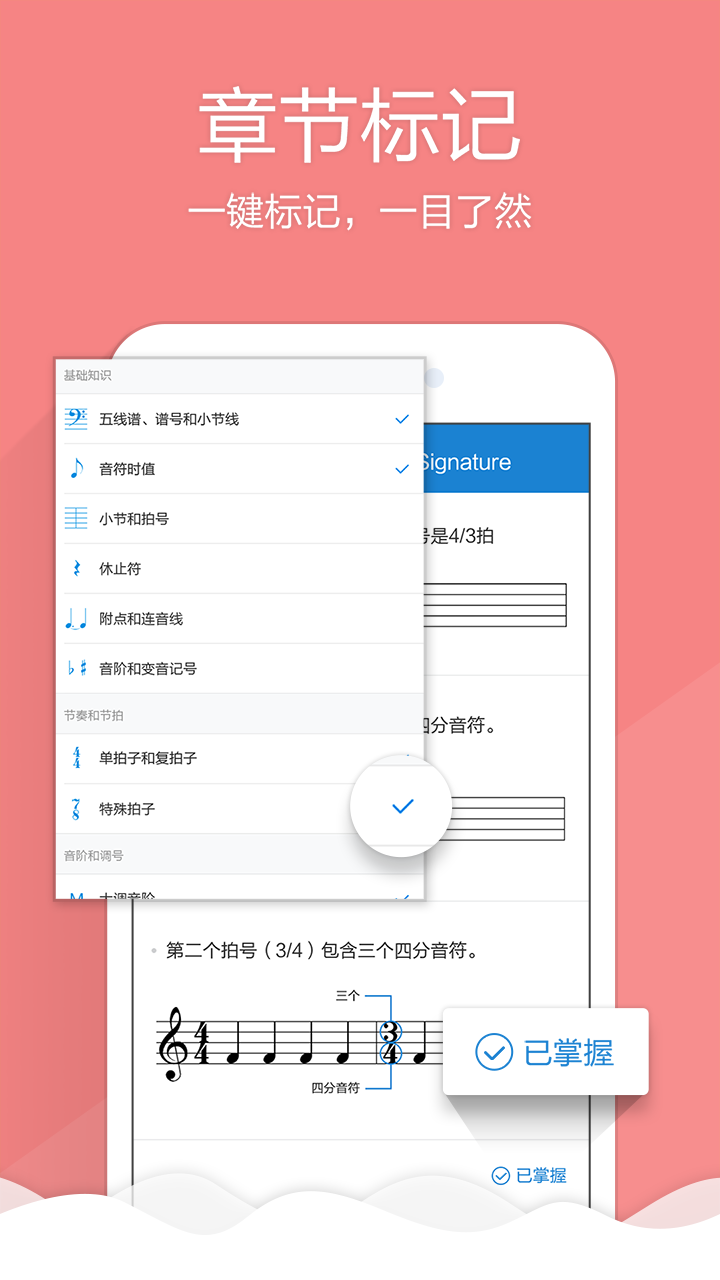 章节标记
一键标记，一目了然
基础知识
五线谱、谱号和小节线
音符时值
小节和拍号
休止符
附点和连音线
音阶和变音记号
节奏和节拍
单拍子和复拍子
特殊拍子
音阶和调号
大调音阶
Signature
号是4/3拍
四分音符。
第二个拍号（3/4）包含三个四分音符。
三个
4 3
4 4
四分音符
已掌握
已掌握